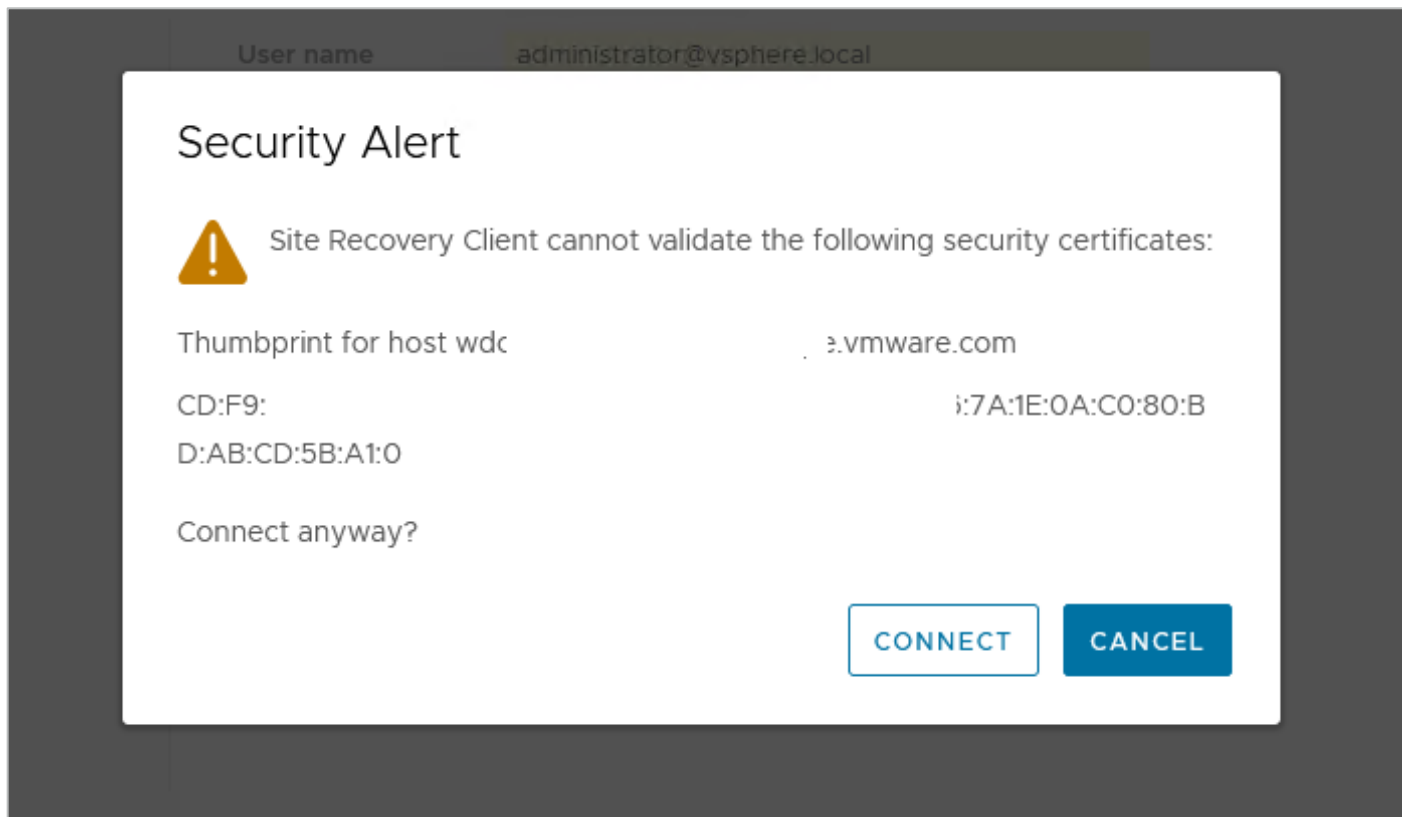 User name administrator@vsphere.local
Security Alert
Site Recovery Client cannot validate the following security certificates:
Thumbprint for host wdc e.vmware.com
CD:F9: :7A:1E:0A:C0:80:B
D:AB:CD:5B:A1:0
Connect anyway?
CONNECT CANCEL